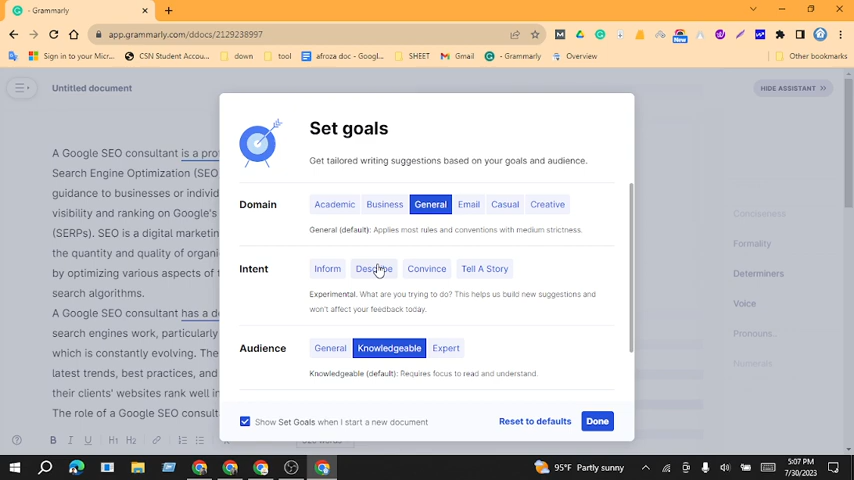 - Grammarly
app.grammarly.com/ddocs/2129238997
Sign in to your Micr...
CSN Student Accou...
down
tool
afroza doc - Googl...
SHEET
Gmail
- Grammarly
Overview
Other bookmarks
New
Untitled document
HIDE ASSISTANT
A Google SEO consultant is a pro
Search Engine Optimization (SEO
guidance to businesses or individ
visibility and ranking on Google's
(SERPs). SEO is a digital marketin
the quantity and quality of
by optimizing various aspects of t
search algorithms.
A Google SEO consultant has a de
search engines work, particularly
which is constantly evolving. The
latest trends, best practices, and
their clients' websites rank well in
The role of a Google SEO consult
B I U H1 H2
Set goals
Get tailored writing suggestions based on your goals and audience.
Domain
Academic Business General Email Casual Creative
General (default): Applies most rules and conventions with medium strictness.
Intent
Inform Describe Convince Tell A Story
Experimental. What are you trying to do? This helps us build new suggestions and
won't affect your feedback today.
Audience
General Knowledgeable Expert
Knowledgeable (default): Requires focus to read and understand.
Show Set Goals when I start a new document
Reset to defaults
Done
Conciseness
Formality
Determiners
Voice
Pronouns..
Numerals
95°F Partly sunny
5:07 PM
7/30/2023